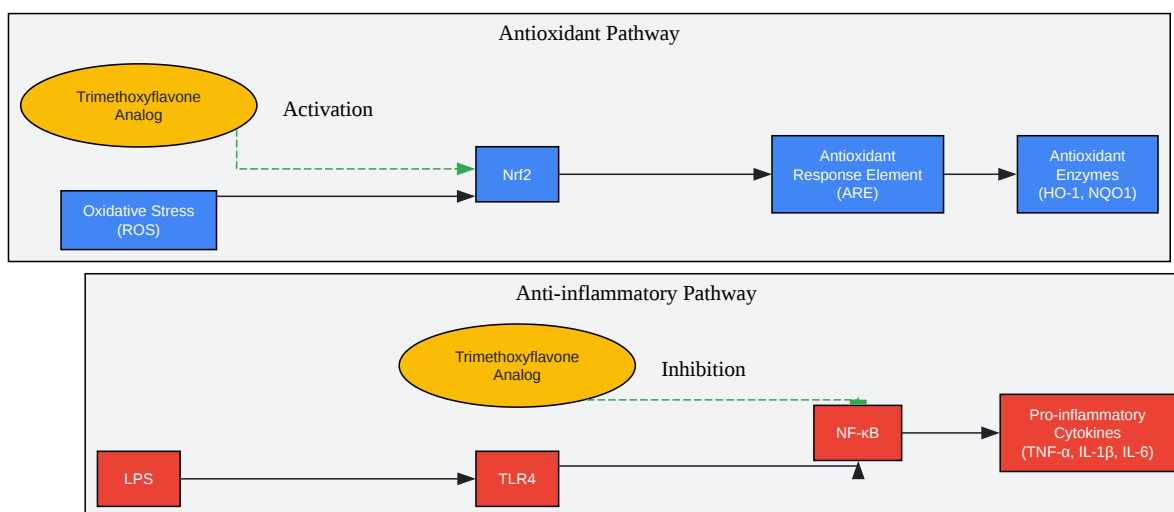 Antioxidant Pathway
Trimethoxyflavone
Analog
Activation
Nrf2
Antioxidant
Response Element
(ARE)
Antioxidant
Enzymes
(HO-1, NQO1)
Oxidative Stress
(ROS)
Anti-inflammatory Pathway
Trimethoxyflavone
Analog
Inhibition
NF-κB
Pro-inflammatory
Cytokines
(TNF-α, IL-1β, IL-6)
LPS
TLR4